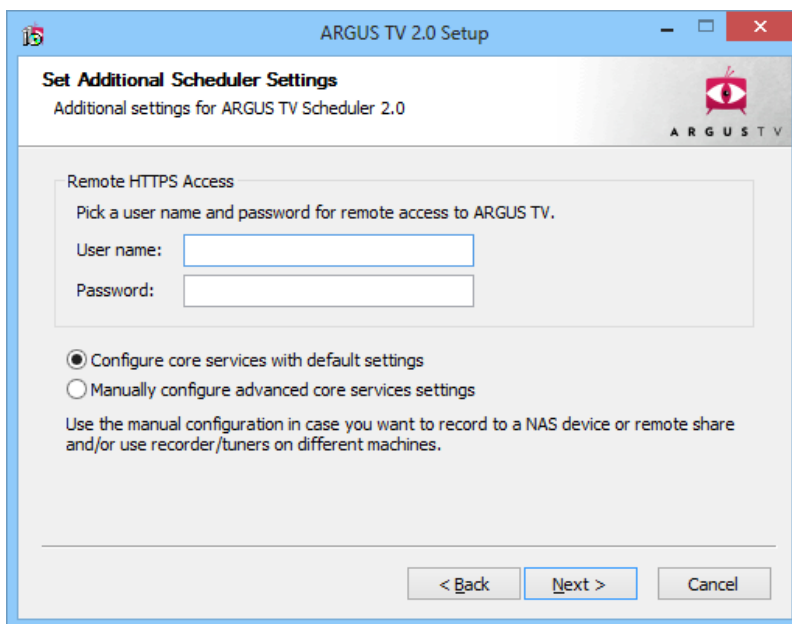 ARGUS TV 2.0 Setup
Set Additional Scheduler Settings
Additional settings for ARGUS TV Scheduler 2.0
ARGUS TV
Remote HTTPS Access
Pick a user name and password for remote access to ARGUS TV.
User name:
Password:
Configure core services with default settings
Manually configure advanced core services settings
Use the manual configuration in case you want to record to a NAS device or remote share
and/or use recorder/tuners on different machines.
< Back Next > Cancel